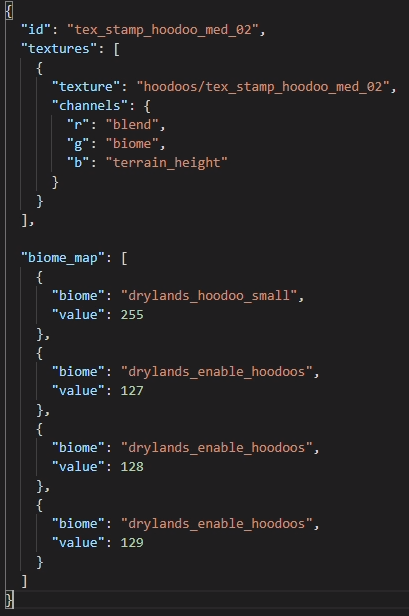 {
  "id": "tex_stamp_hoodoo_med_02",
  "textures": [
    {
      "texture": "hoodoos/tex_stamp_hoodoo_med_02",
      "channels": {
        "r": "blend",
        "g": "biome",
        "b": "terrain_height"
      }
    }
  ],

  "biome_map": [
    {
      "biome": "drylands_hoodoo_small",
      "value": 255
    },
    {
      "biome": "drylands_enable_hoodoos",
      "value": 127
    },
    {
      "biome": "drylands_enable_hoodoos",
      "value": 128
    },
    {
      "biome": "drylands_enable_hoodoos",
      "value": 129
    }
  ]
}